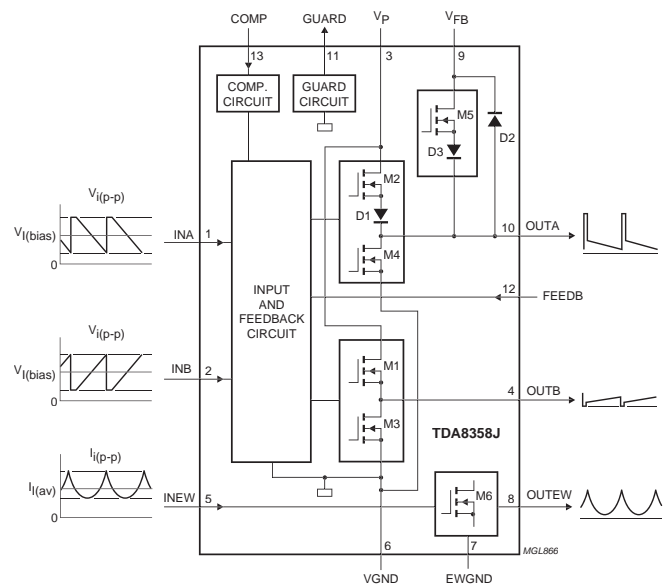 COMP. GUARD VP VFB
13 11 3 9
COMP. CIRCUIT
GUARD CIRCUIT
M5
D3
D2
M2
D1
M4
Vi(p-p)
VI(bias)
0
INA 1
10 OUTA
INPUT
AND
FEEDBACK
CIRCUIT
12
FEEDB
Vi(p-p)
VI(bias)
0
INB 2
M1
M3
4 OUTB
TDA8358J
Ii(p-p)
II(av)
0
INEW 5
M6
8 OUTEW
6 7
MGL866
VGND EWGND